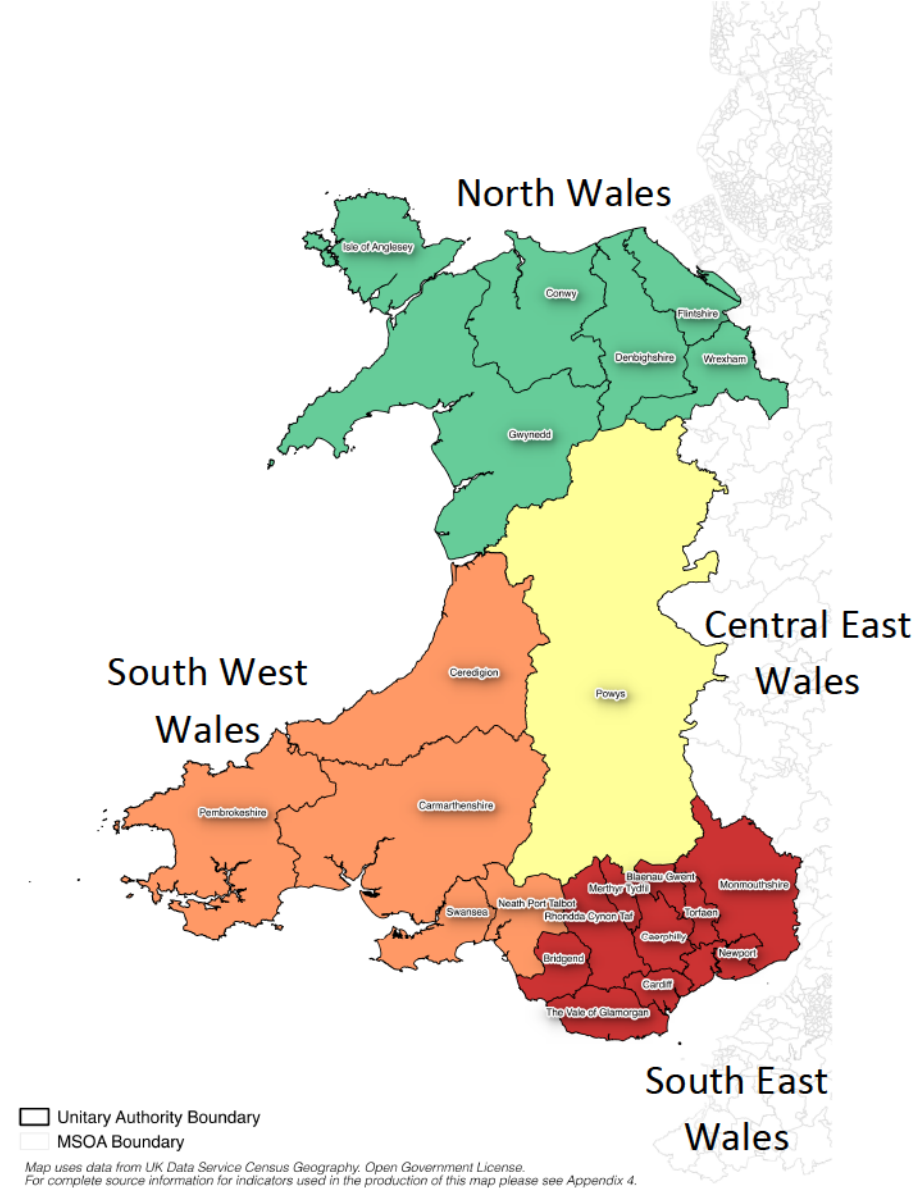 North Wales
Isle of Anglesey
Conwy
Flintshire
Denbighshire
Wrexham
Gwynedd
Central East
Wales
South West
Wales
Ceredigion
Powys
Pembrokeshire
Carmarthenshire
Blaenau Gwent
Monmouthshire
Merthyr Tydfil
Neath Port Talbot
Swansea
Rhondda Cynon Taf
Torfaen
Caerphilly
Newport
Bridgend
Cardiff
The Vale of Glamorgan
South East
Wales
Unitary Authority Boundary
MSOA Boundary
Map uses data from UK Data Service Census Geography. Open Government License.
For complete source information for indicators used in the production of this map please see Appendix 4.